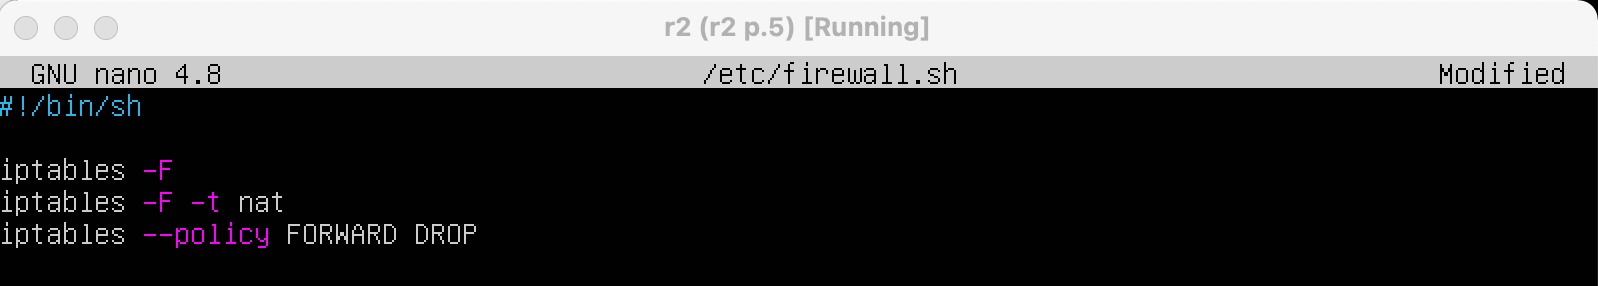 r2 (r2 p.5) [Running]
GNU nano 4.8 /etc/firewall.sh Modified
#!/bin/sh
iptables -F
iptables -F -t nat
iptables --policy FORWARD DROP